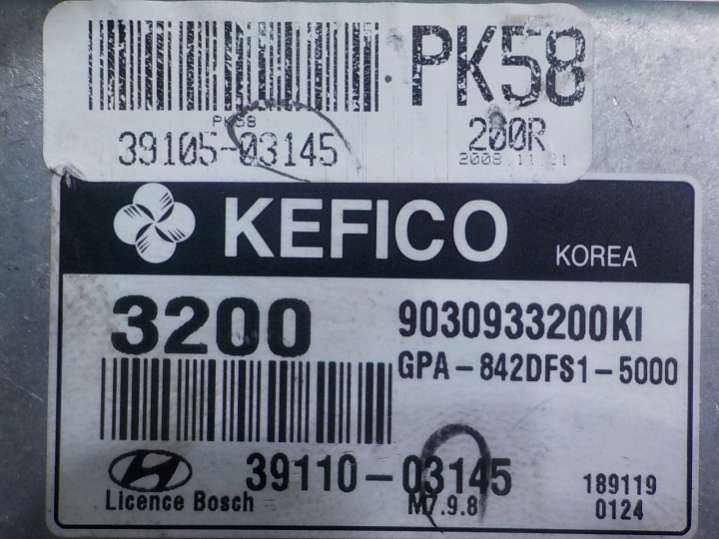 PK58
PK58
39105-03145
200R
2008.11.21
KEFICO
KOREA
3200
9030933200KI
GPA-842DFS1-5000
39110-03145
Licence Bosch
M7.9.8
189119
0124